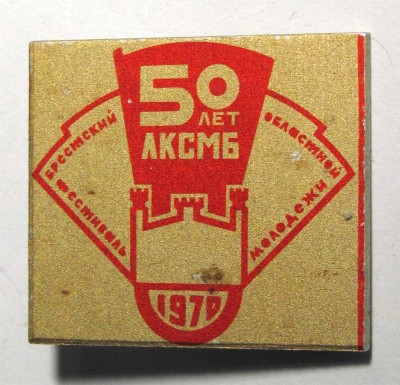 50
ЛЕТ
ЛКСМБ
БРЕСТСКИЙ
ОБЛАСТНОЙ
ФЕСТИВАЛЬ
МОЛОДЕЖИ
1970